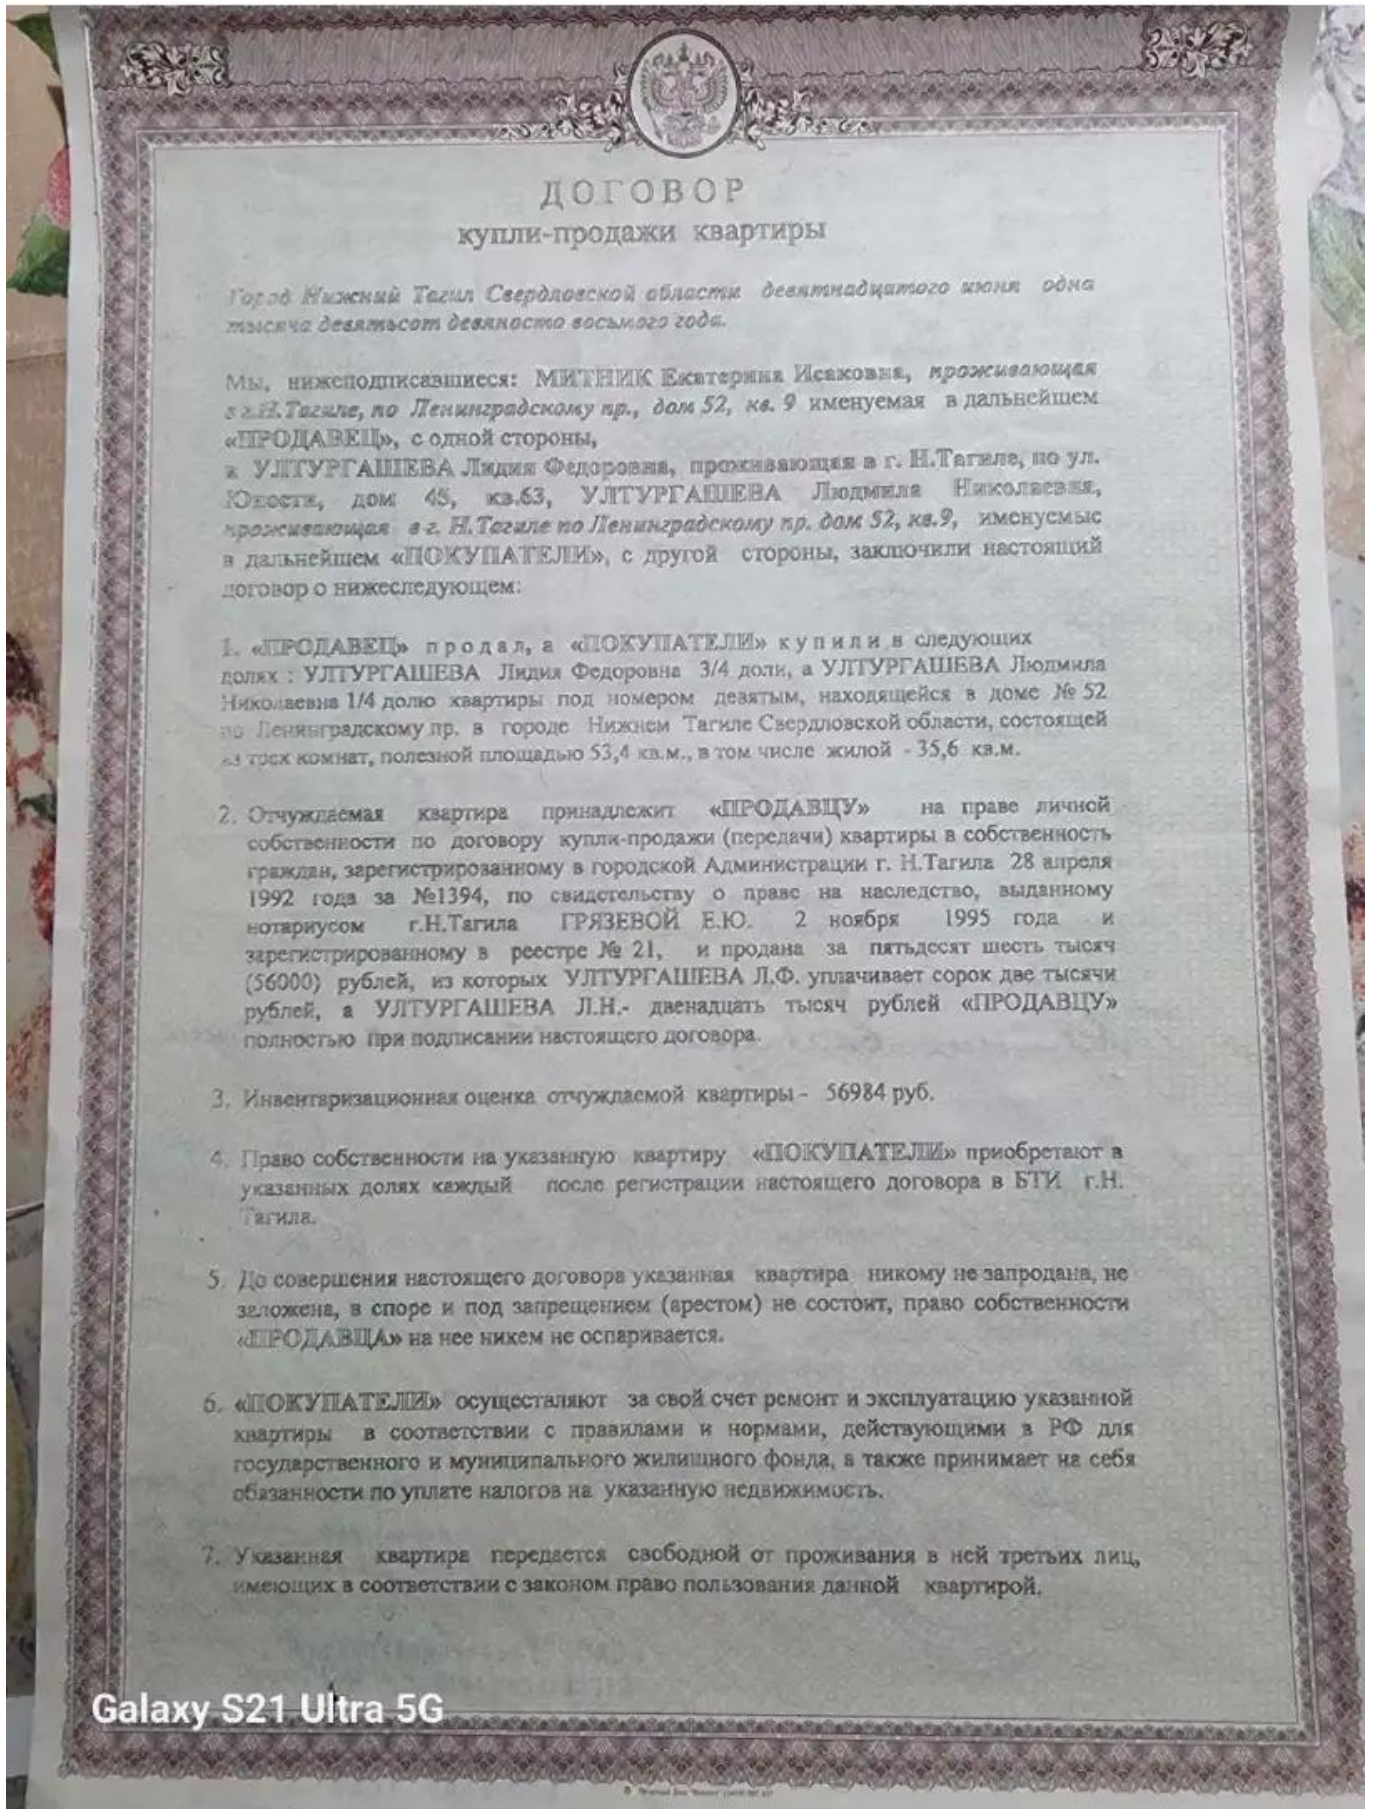 ДОГОВОР
купли-продажи квартиры
Город Нижний Тагил Свердловской области девятнадцатого июня одна
тысяча девятьсот девяносто восьмого года.
Мы, нижеподписавшиеся: МИТНИК Екатерина Исаковна, проживающая
в г.Н.Тагиле, по Ленинградскому пр., дом 52, кв. 9 именуемая в дальнейшем
«ПРОДАВЕЦ», с одной стороны,
а УЛТУРГАШЕВА Лидия Федоровна, проживающая в г. Н.Тагиле, по ул.
Юности, дом 45, кв.63, УЛТУРГАШЕВА Людмила Николаевна,
проживающая в г. Н.Тагиле по Ленинградскому пр. дом 52, кв.9, именуемые
в дальнейшем «ПОКУПАТЕЛИ», с другой стороны, заключили настоящий
договор о нижеследующем:
1. «ПРОДАВЕЦ» продал, а «ПОКУПАТЕЛИ» купили в следующих
долях : УЛТУРГАШЕВА Лидия Федоровна 3/4 доли, а УЛТУРГАШЕВА Людмила
Николаевна 1/4 долю квартиры под номером девятым, находящейся в доме № 52
по Ленинградскому пр. в городе Нижнем Тагиле Свердловской области, состоящей
из трех комнат, полезной площадью 53,4 кв.м., в том числе жилой - 35,6 кв.м.
2. Отчуждаемая квартира принадлежит «ПРОДАВЦУ» на праве личной
собственности по договору купли-продажи (передачи) квартиры в собственность
граждан, зарегистрированному в городской Администрации г. Н.Тагила 28 апреля
1992 года за №1394, по свидетельству о праве на наследство, выданному
нотариусом г.Н.Тагила ГРЯЗЕВОЙ Е.Ю. 2 ноября 1995 года и
зарегистрированному в реестре № 21, и продана за пятьдесят шесть тысяч
(56000) рублей, из которых УЛТУРГАШЕВА Л.Ф. уплачивает сорок две тысячи
рублей, а УЛТУРГАШЕВА Л.Н.- двенадцать тысяч рублей «ПРОДАВЦУ»
полностью при подписании настоящего договора.
3. Инвентаризационная оценка отчуждаемой квартиры - 56984 руб.
4. Право собственности на указанную квартиру «ПОКУПАТЕЛИ» приобретают в
указанных долях каждый после регистрации настоящего договора в БТИ г.Н.
Тагила.
5. До совершения настоящего договора указанная квартира никому не запродана, не
заложена, в споре и под запрещением (арестом) не состоит, право собственности
«ПРОДАВЦА» на нее никем не оспаривается.
6. «ПОКУПАТЕЛИ» осуществляют за свой счет ремонт и эксплуатацию указанной
квартиры в соответствии с правилами и нормами, действующими в РФ для
государственного и муниципального жилищного фонда, а также принимает на себя
обязанности по уплате налогов на указанную недвижимость.
7. Указанная квартира передается свободной от проживания в ней третьих лиц,
имеющих в соответствии с законом право пользования данной квартирой.
Galaxy S21 Ultra 5G